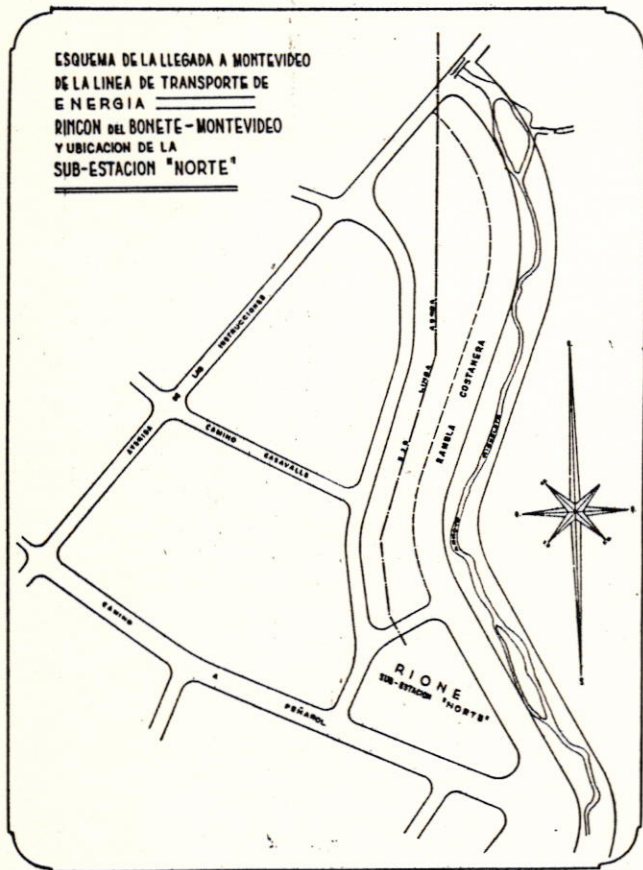 ESQUEMA DE LA LLEGADA A MONTEVIDEO
DE LA LINEA DE TRANSPORTE DE
ENERGIA
RINCON DEL BONETE-MONTEVIDEO
Y UBICACION DE LA
SUB-ESTACION "NORTE"
AVENIDA DE LAS INSTRUCCIONES
CAMINO CASAVALLE
LINEA AEREA
RAMBLA COSTANERA
ARROYO MIGUELETE
CAMINO A PEÑAROL
RIONE
SUB-ESTACION "NORTE"